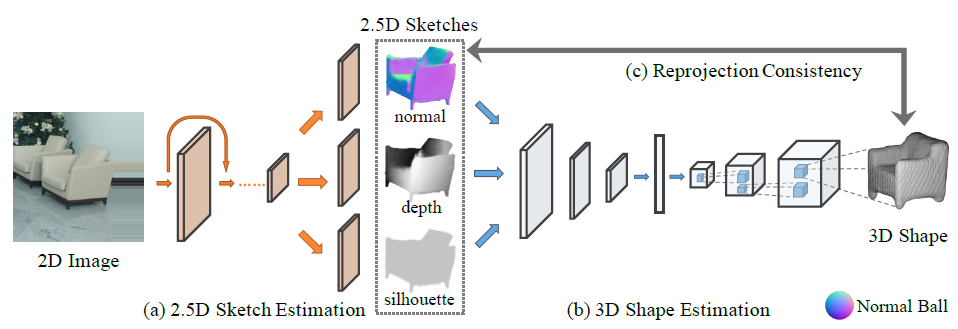 2.5D Sketches
(c) Reprojection Consistency
normal
depth
2D Image
3D Shape
silhouette
(a) 2.5D Sketch Estimation
(b) 3D Shape Estimation
Normal Ball